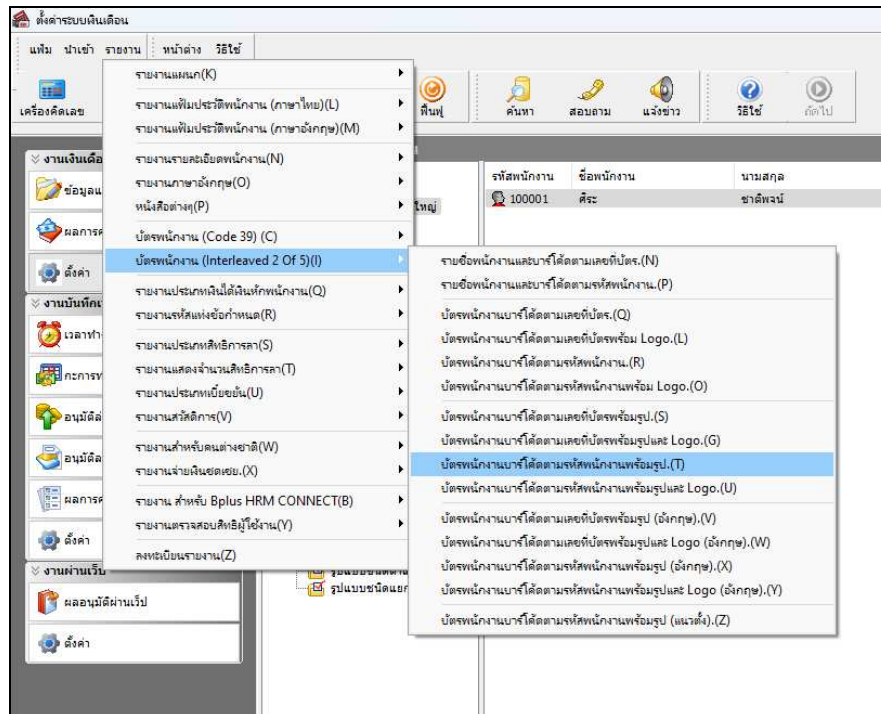 ตั้งค่าระบบเงินเดือน
แฟ้ม นำเข้า รายงาน หน้าต่าง วิธีใช้
เครื่องคิดเลข
ฟื้นฟู
ค้นหา
สอบถาม
แจ้งข่าว
วิธีใช้
ถัดไป
รายงานแผนก(K)
รายงานแฟ้มประวัติพนักงาน (ภาษาไทย)(L)
รายงานแฟ้มประวัติพนักงาน (ภาษาอังกฤษ)(M)
รายงานรายละเอียดพนักงาน(N)
รายงานภาษาอังกฤษ(O)
หนังสือต่างๆ(P)
บัตรพนักงาน (Code 39) (C)
บัตรพนักงาน (Interleaved 2 Of 5)(I)
รายงานประเภทเงินได้เงินหักพนักงาน(Q)
รายงานรหัสแห่งข้อกำหนด(R)
รายงานประเภทสิทธิการลา(S)
รายงานแสดงจำนวนสิทธิการลา(T)
รายงานประเภทเบี้ยขยัน(U)
รายงานสวัสดิการ(V)
รายงานสำหรับคนต่างชาติ(W)
รายงานจ่ายเงินชดเชย.(X)
รายงาน สำหรับ Bplus HRM CONNECT(B)
รายงานตรวจสอบสิทธิผู้ใช้งาน(Y)
ลงทะเบียนรายงาน(Z)
รายชื่อพนักงานและบาร์โค้ดตามเลขที่บัตร.(N)
รายชื่อพนักงานและบาร์โค้ดตามรหัสพนักงาน.(P)
บัตรพนักงานบาร์โค้ดตามเลขที่บัตร.(Q)
บัตรพนักงานบาร์โค้ดตามเลขที่บัตรพร้อม Logo.(L)
บัตรพนักงานบาร์โค้ดตามรหัสพนักงาน.(R)
บัตรพนักงานบาร์โค้ดตามรหัสพนักงานพร้อม Logo.(O)
บัตรพนักงานบาร์โค้ดตามเลขที่บัตรพร้อมรูป.(S)
บัตรพนักงานบาร์โค้ดตามเลขที่บัตรพร้อมรูปและ Logo.(G)
บัตรพนักงานบาร์โค้ดตามรหัสพนักงานพร้อมรูป.(T)
บัตรพนักงานบาร์โค้ดตามรหัสพนักงานพร้อมรูปและ Logo.(U)
บัตรพนักงานบาร์โค้ดตามเลขที่บัตรพร้อมรูป (อังกฤษ).(V)
บัตรพนักงานบาร์โค้ดตามเลขที่บัตรพร้อมรูปและ Logo (อังกฤษ).(W)
บัตรพนักงานบาร์โค้ดตามรหัสพนักงานพร้อมรูป (อังกฤษ).(X)
บัตรพนักงานบาร์โค้ดตามรหัสพนักงานพร้อมรูปและ Logo (อังกฤษ).(Y)
บัตรพนักงานบาร์โค้ดตามรหัสพนักงานพร้อมรูป (แนวตั้ง).(Z)
รหัสพนักงาน ชื่อพนักงาน นามสกุล
100001 ศิระ ชาติพจน์
ใหญ่
งานเงินเดือ
ข้อมูลแ
ผลการค
ตั้งค่า
งานบันทึกเ
เวลาทำ
กะการท
อนุมัติล
อนุมัติล
ผลการค
ตั้งค่า
งานผ่านเว็บ
ผลอนุมัติผ่านเว็ป
ตั้งค่า
รูปแบบชนิดแยก